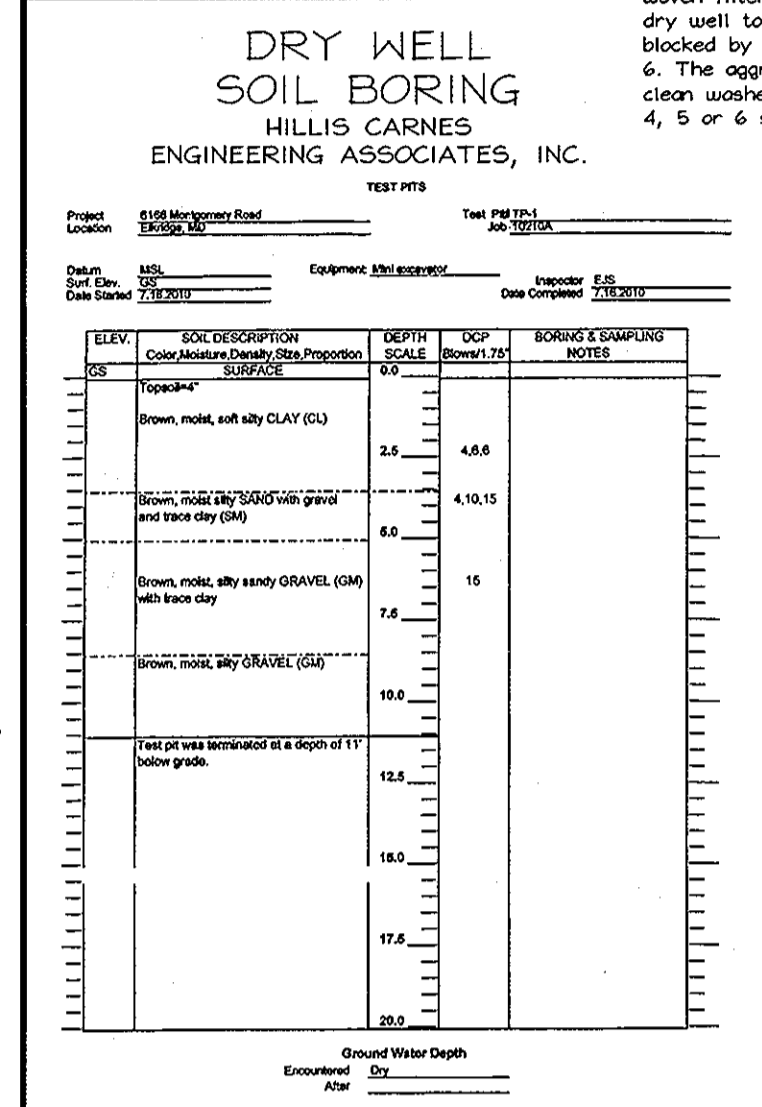 woven filter
dry well to
blocked by
6. The aggr
clean washe
4, 5 or 6 s
DRY WELL
SOIL BORING
HILLIS CARNES
ENGINEERING ASSOCIATES, INC.
TEST PITS
Project 6168 Montgomery Road Test Pit# TP-1
Location Elkridge, MD Job 10210A
Datum MSL Equipment: Mini excavator
Surf. Elev. GS Inspector EJS
Date Started 7.16.2010 Date Completed 7.16.2010
ELEV. SOIL DESCRIPTION DEPTH DCP BORING & SAMPLING
Color,Moisture,Density,Size,Proportion SCALE Blows/1.75" NOTES
GS SURFACE 0.0
Topsoil=4"
Brown, moist, soft silty CLAY (CL)
2.5 4,6,6
Brown, moist silty SAND with gravel 4,10,15
and trace clay (SM)
5.0
Brown, moist, silty sandy GRAVEL (GM) 15
with trace clay
7.5
Brown, moist, silty GRAVEL (GM)
10.0
Test pit was terminated at a depth of 11'
below grade.
12.5
15.0
17.5
20.0
Ground Water Depth
Encountered Dry
After